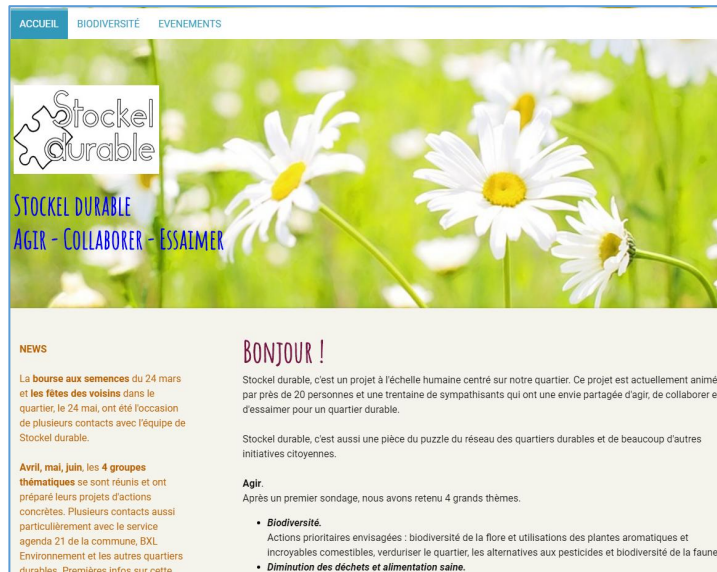 ACCUEIL BIODIVERSITÉ EVENEMENTS
Stockel
durable
STOCKEL DURABLE
AGIR - COLLABORER - ESSAIMER
NEWS
La bourse aux semences du 24 mars
et les fêtes des voisins dans le
quartier, le 24 mai, ont été l'occasion
de plusieurs contacts avec l'équipe de
Stockel durable.
Avril, mai, juin, les 4 groupes
thématiques se sont réunis et ont
préparé leurs projets d'actions
concrètes. Plusieurs contacts aussi
particulièrement avec le service
agenda 21 de la commune, BXL
Environnement et les autres quartiers
durables. Premières infos sur cette
BONJOUR !
Stockel durable, c'est un projet à l'échelle humaine centré sur notre quartier. Ce projet est actuellement animé
par près de 20 personnes et une trentaine de sympathisants qui ont une envie partagée d'agir, de collaborer e
d'essaimer pour un quartier durable.
Stockel durable, c'est aussi une pièce du puzzle du réseau des quartiers durables et de beaucoup d'autres
initiatives citoyennes.
Agir.
Après un premier sondage, nous avons retenu 4 grands thèmes.
• Biodiversité.
Actions prioritaires envisagées : biodiversité de la flore et utilisations des plantes aromatiques et
incroyables comestibles, verduriser le quartier, les alternatives aux pesticides et biodiversité de la faune
• Diminution des déchets et alimentation saine.